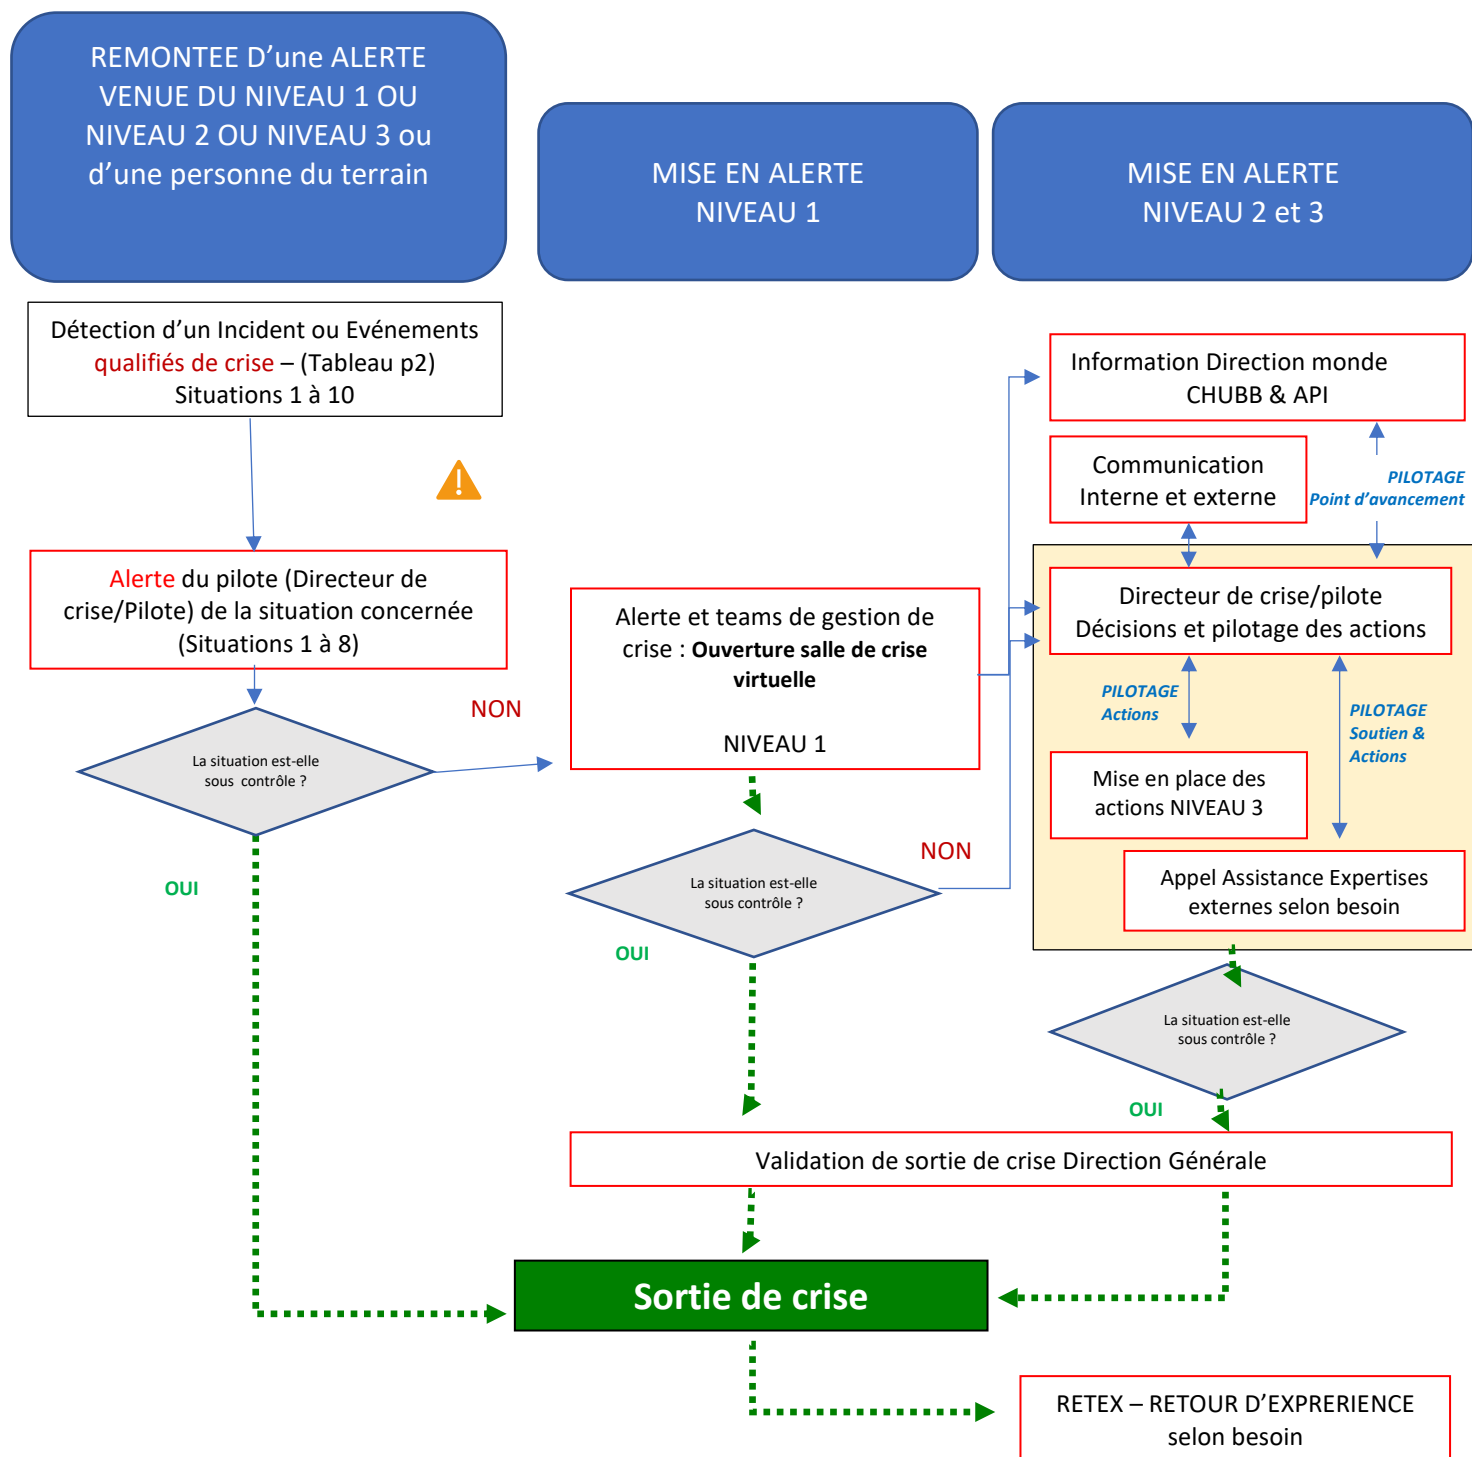 REMONTEE D’une ALERTE
VENUE DU NIVEAU 1 OU
NIVEAU 2 OU NIVEAU 3 ou
d’une personne du terrain
MISE EN ALERTE
NIVEAU 1
MISE EN ALERTE
NIVEAU 2 et 3
Détection d’un Incident ou Evénements
qualifiés de crise – (Tableau p2)
Situations 1 à 10
Alerte du pilote (Directeur de
crise/Pilote) de la situation concernée
(Situations 1 à 8)
La situation est-elle
sous contrôle ?
NON
OUI
Alerte et teams de gestion de
crise : Ouverture salle de crise
virtuelle
NIVEAU 1
La situation est-elle
sous contrôle ?
NON
OUI
Information Direction monde
CHUBB & API
Communication
Interne et externe
PILOTAGE
Point d’avancement
Directeur de crise/pilote
Décisions et pilotage des actions
PILOTAGE
Actions
PILOTAGE
Soutien &
Actions
Mise en place des
actions NIVEAU 3
Appel Assistance Expertises
externes selon besoin
La situation est-elle
sous contrôle ?
OUI
Validation de sortie de crise Direction Générale
Sortie de crise
RETEX – RETOUR D’EXPRERIENCE
selon besoin